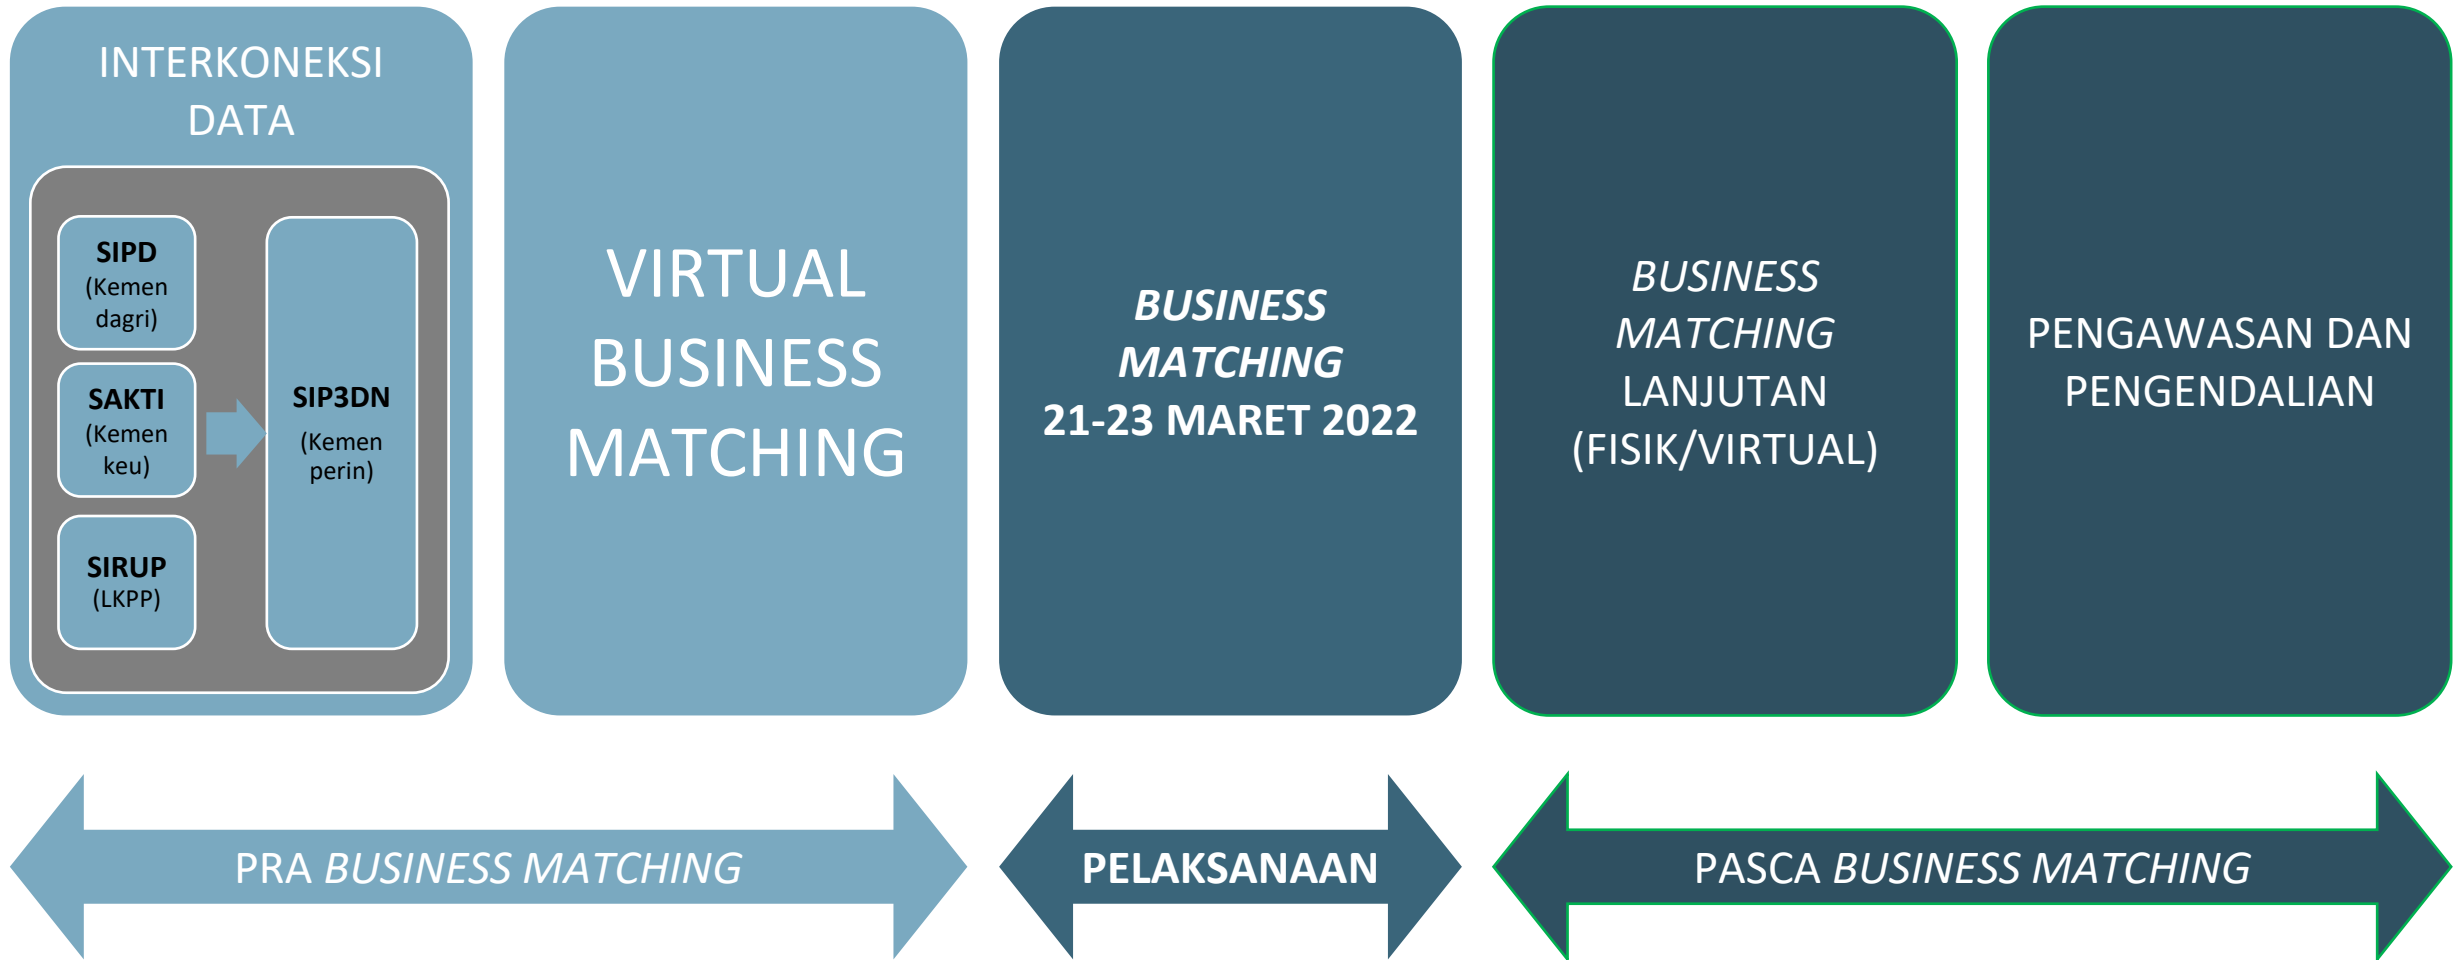 INTERKONEKSI
DATA
SIPD
(Kemen
dagri)
SAKTI
(Kemen
keu)
SIRUP
(LKPP)
SIP3DN
(Kemen
perin)
VIRTUAL
BUSINESS
MATCHING
BUSINESS
MATCHING
21-23 MARET 2022
BUSINESS
MATCHING
LANJUTAN
(FISIK/VIRTUAL)
PENGAWASAN DAN
PENGENDALIAN
PRA BUSINESS MATCHING
PELAKSANAAN
PASCA BUSINESS MATCHING